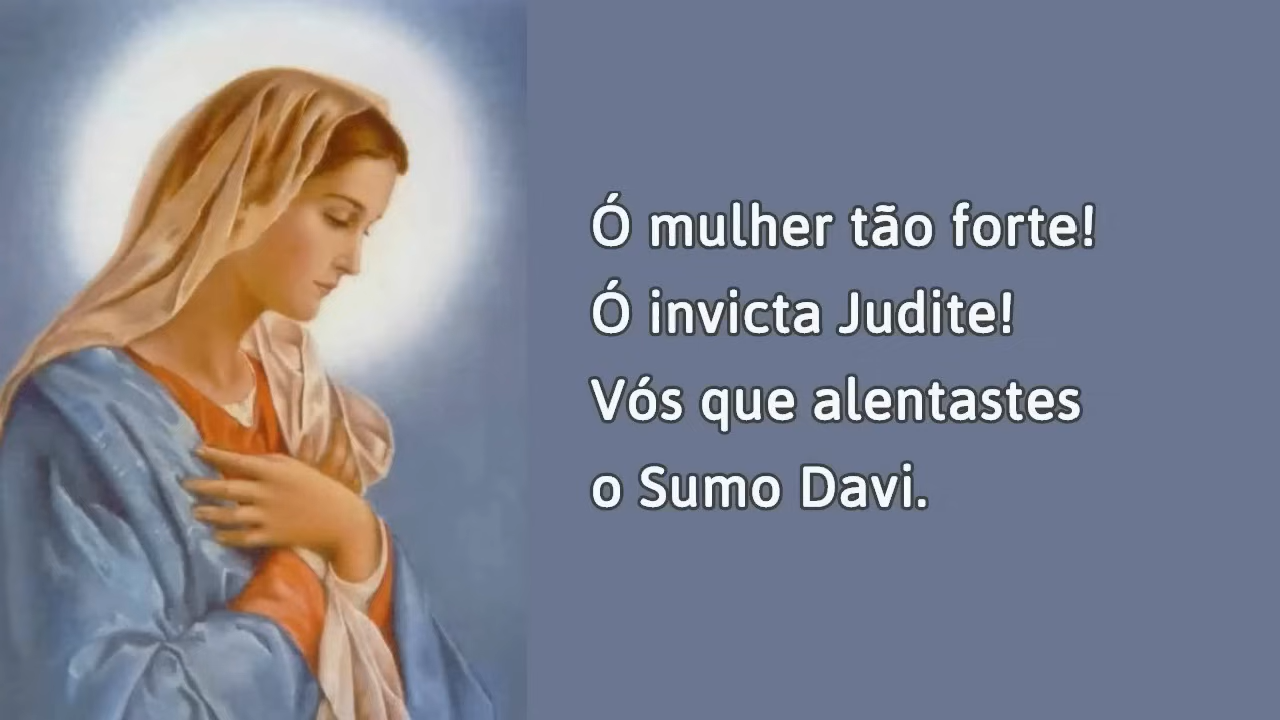 Ó mulher tão forte!
Ó invicta Judite!
Vós que alentastes
o Sumo Davi.